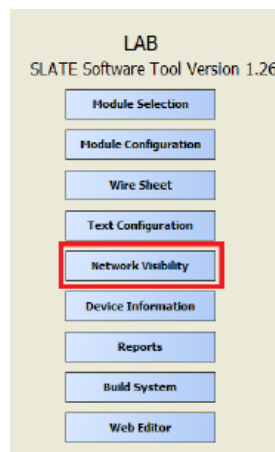 LAB
SLATE Software Tool Version 1.26
Module Selection
Module Configuration
Wire Sheet
Text Configuration
Network Visibility
Device Information
Reports
Build System
Web Editor